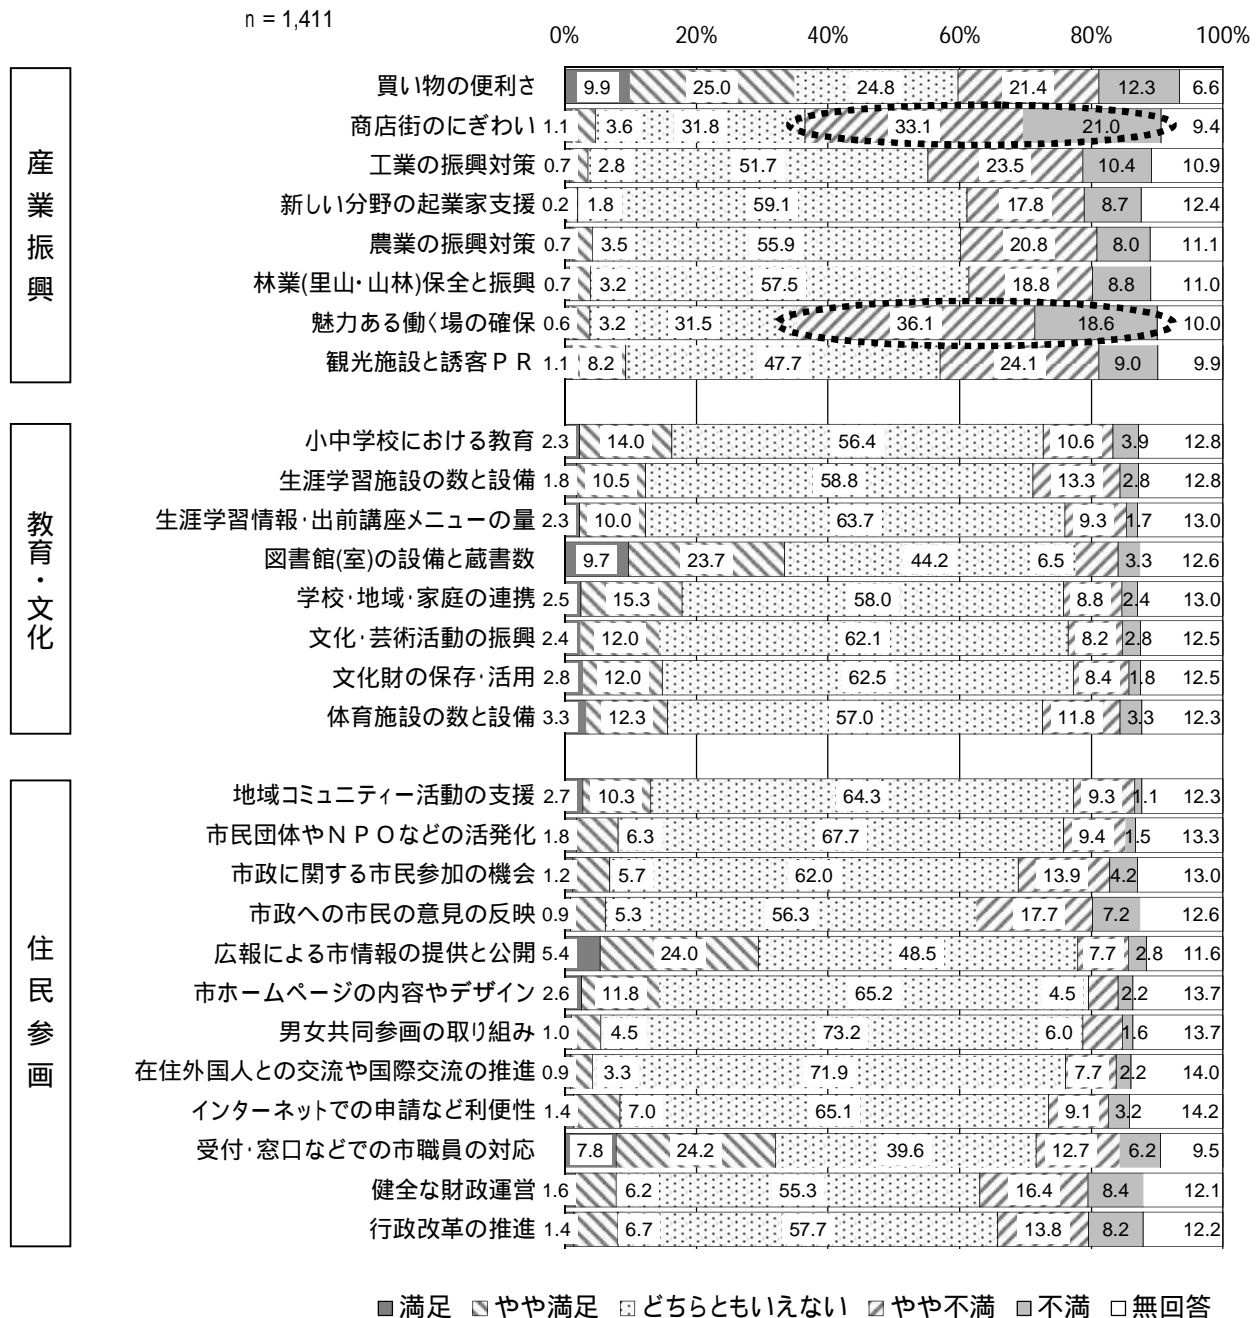 n = 1,411
0% 20% 40% 60% 80% 100%
産業振興
買い物の便利さ 9.9 25.0 24.8 21.4 12.3 6.6
商店街のにぎわい 1.1 3.6 31.8 33.1 21.0 9.4
工業の振興対策 0.7 2.8 51.7 23.5 10.4 10.9
新しい分野の起業家支援 0.2 1.8 59.1 17.8 8.7 12.4
農業の振興対策 0.7 3.5 55.9 20.8 8.0 11.1
林業(里山・山林)保全と振興 0.7 3.2 57.5 18.8 8.8 11.0
魅力ある働く場の確保 0.6 3.2 31.5 36.1 18.6 10.0
観光施設と誘客ＰＲ 1.1 8.2 47.7 24.1 9.0 9.9
教育・文化
小中学校における教育 2.3 14.0 56.4 10.6 3.9 12.8
生涯学習施設の数と設備 1.8 10.5 58.8 13.3 2.8 12.8
生涯学習情報・出前講座メニューの量 2.3 10.0 63.7 9.3 1.7 13.0
図書館(室)の設備と蔵書数 9.7 23.7 44.2 6.5 3.3 12.6
学校・地域・家庭の連携 2.5 15.3 58.0 8.8 2.4 13.0
文化・芸術活動の振興 2.4 12.0 62.1 8.2 2.8 12.5
文化財の保存・活用 2.8 12.0 62.5 8.4 1.8 12.5
体育施設の数と設備 3.3 12.3 57.0 11.8 3.3 12.3
住民参画
地域コミュニティー活動の支援 2.7 10.3 64.3 9.3 1.1 12.3
市民団体やＮＰＯなどの活発化 1.8 6.3 67.7 9.4 1.5 13.3
市政に関する市民参加の機会 1.2 5.7 62.0 13.9 4.2 13.0
市政への市民の意見の反映 0.9 5.3 56.3 17.7 7.2 12.6
広報による市情報の提供と公開 5.4 24.0 48.5 7.7 2.8 11.6
市ホームページの内容やデザイン 2.6 11.8 65.2 4.5 2.2 13.7
男女共同参画の取り組み 1.0 4.5 73.2 6.0 1.6 13.7
在住外国人との交流や国際交流の推進 0.9 3.3 71.9 7.7 2.2 14.0
インターネットでの申請など利便性 1.4 7.0 65.1 9.1 3.2 14.2
受付・窓口などでの市職員の対応 7.8 24.2 39.6 12.7 6.2 9.5
健全な財政運営 1.6 6.2 55.3 16.4 8.4 12.1
行政改革の推進 1.4 6.7 57.7 13.8 8.2 12.2
満足 やや満足 どちらともいえない やや不満 不満 無回答